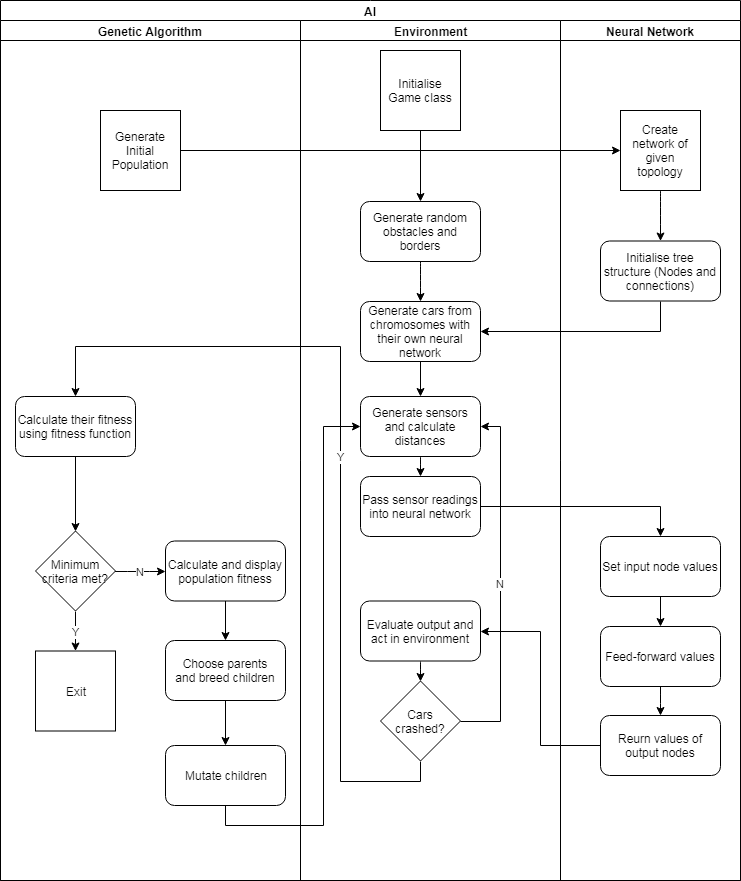 AI
Genetic Algorithm
Environment
Neural Network
Initialise
Game class
Generate
Initial
Population
Create
network of
given
topology
Generate random
obstacles and
borders
Initialise tree
structure (Nodes and
connections)
Generate cars from
chromosomes with
their own neural
network
Calculate their fitness
using fitness function
Generate sensors
and calculate
distances
Y
Pass sensor readings
into neural network
Minimum
criteria met?
N
Calculate and display
population fitness
Set input node values
N
Y
Evaluate output and
act in environment
Feed-forward values
Choose parents
and breed children
Exit
Cars
crashed?
Reurn values of
output nodes
Mutate children